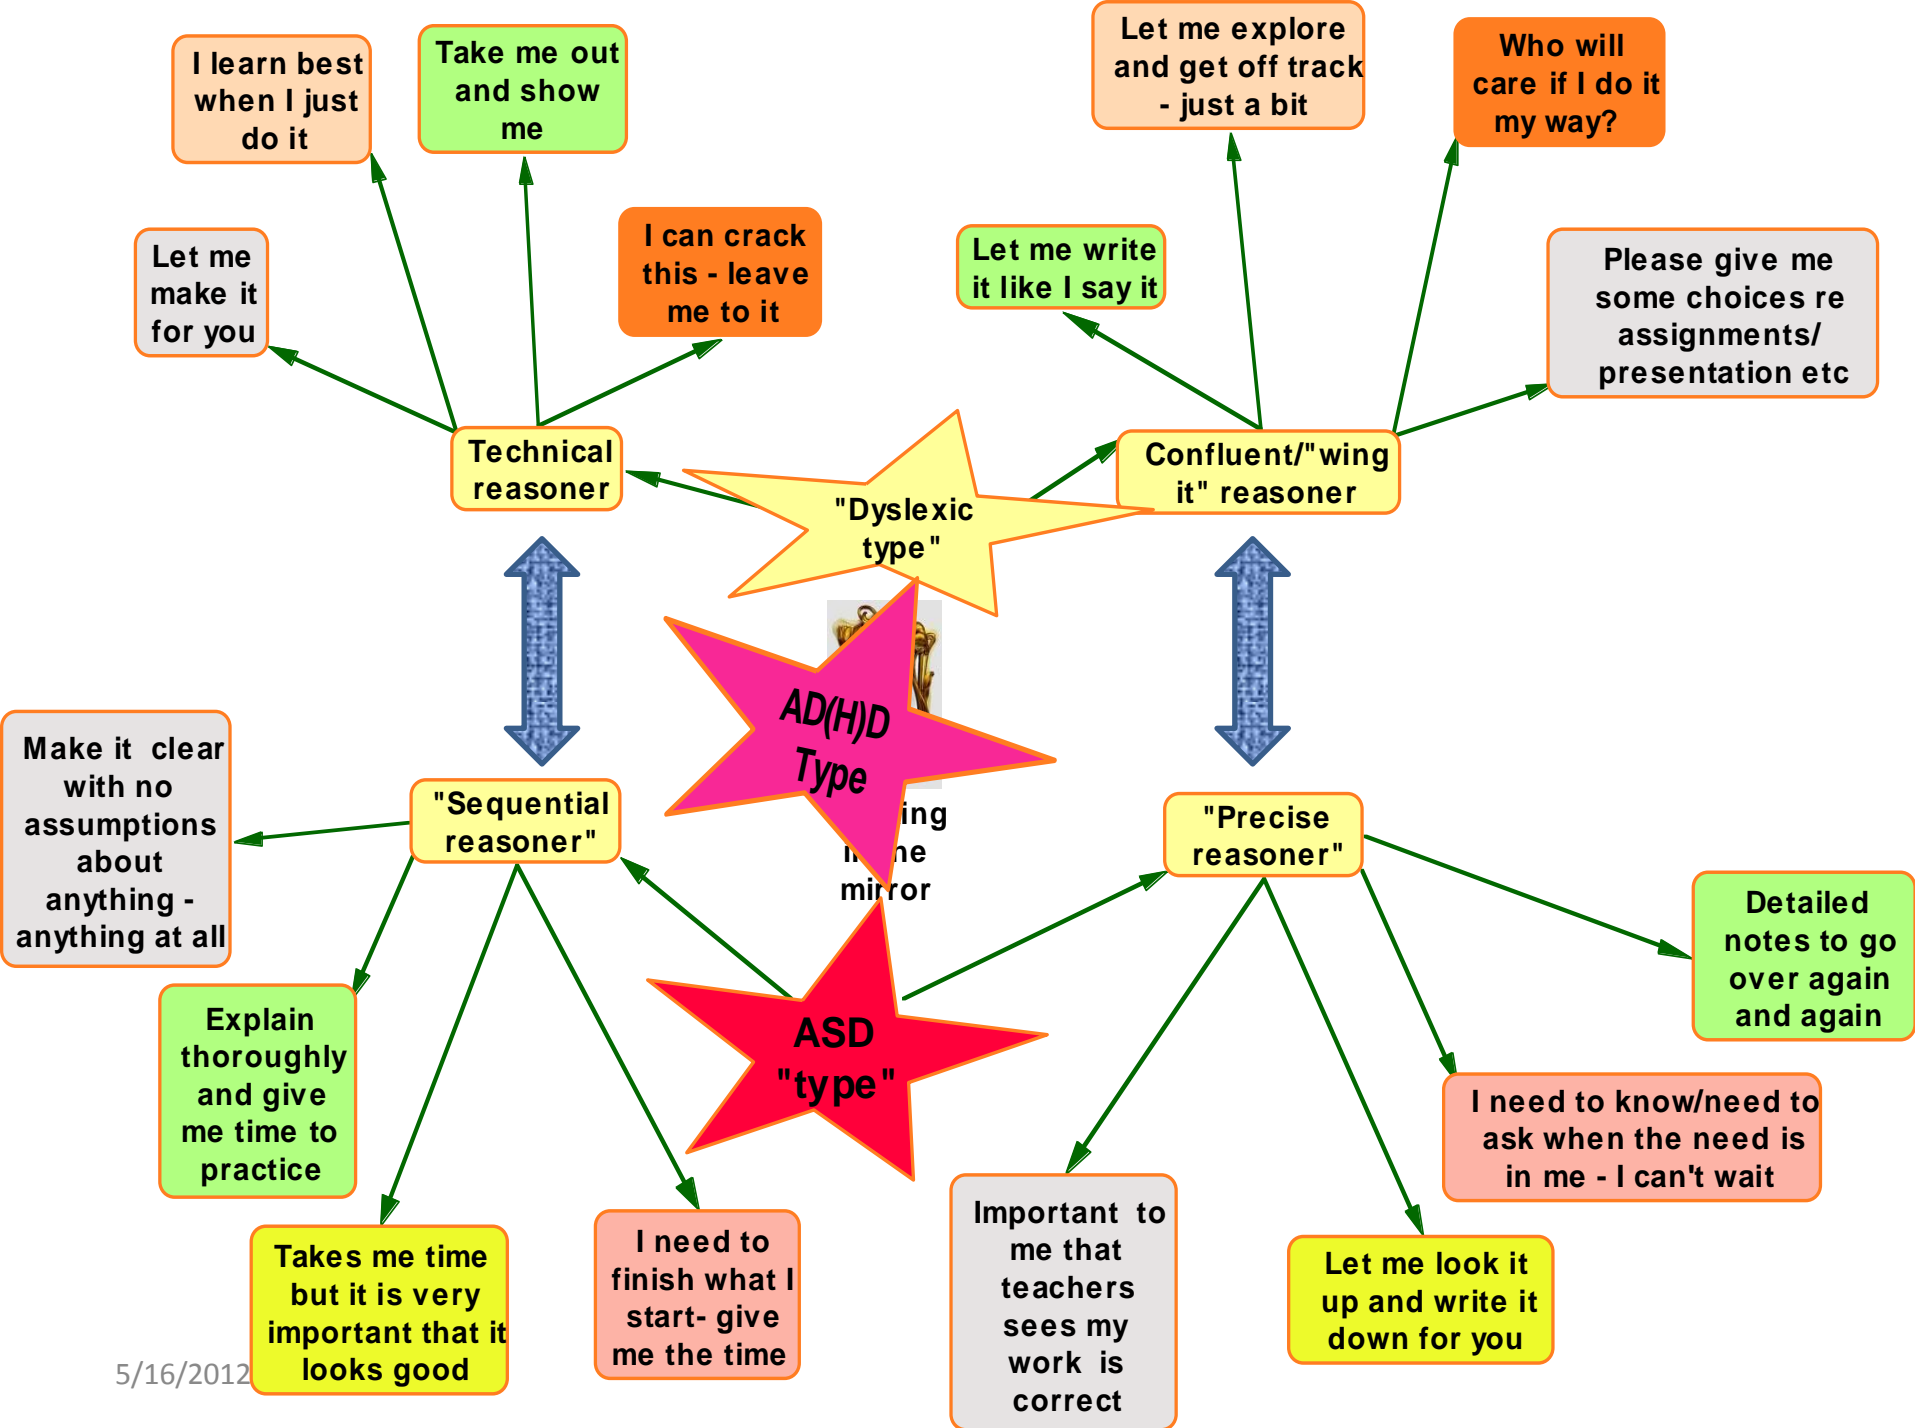 I learn best
when I just
do it
Take me out
and show
me
Let me explore
and get off track
- just a bit
Who will
care if I do it
my way?
Let me
make it
for you
I can crack
this - leave
me to it
Let me write
it like I say it
Please give me
some choices re
assignments/
presentation etc
Technical
reasoner
"Dyslexic
type"
Confluent/"wing
it" reasoner
AD(H)D
Type
ing
mirror
Make it clear
with no
assumptions
about
anything -
anything at all
"Sequential
reasoner"
"Precise
reasoner"
Detailed
notes to go
over again
and again
Explain
thoroughly
and give
me time to
practice
ASD
"type"
I need to know/need to
ask when the need is
in me - I can't wait
Takes me time
but it is very
important that it
looks good
I need to
finish what I
start- give
me the time
Important to
me that
teachers
sees my
work is
correct
Let me look it
up and write it
down for you
5/16/2012